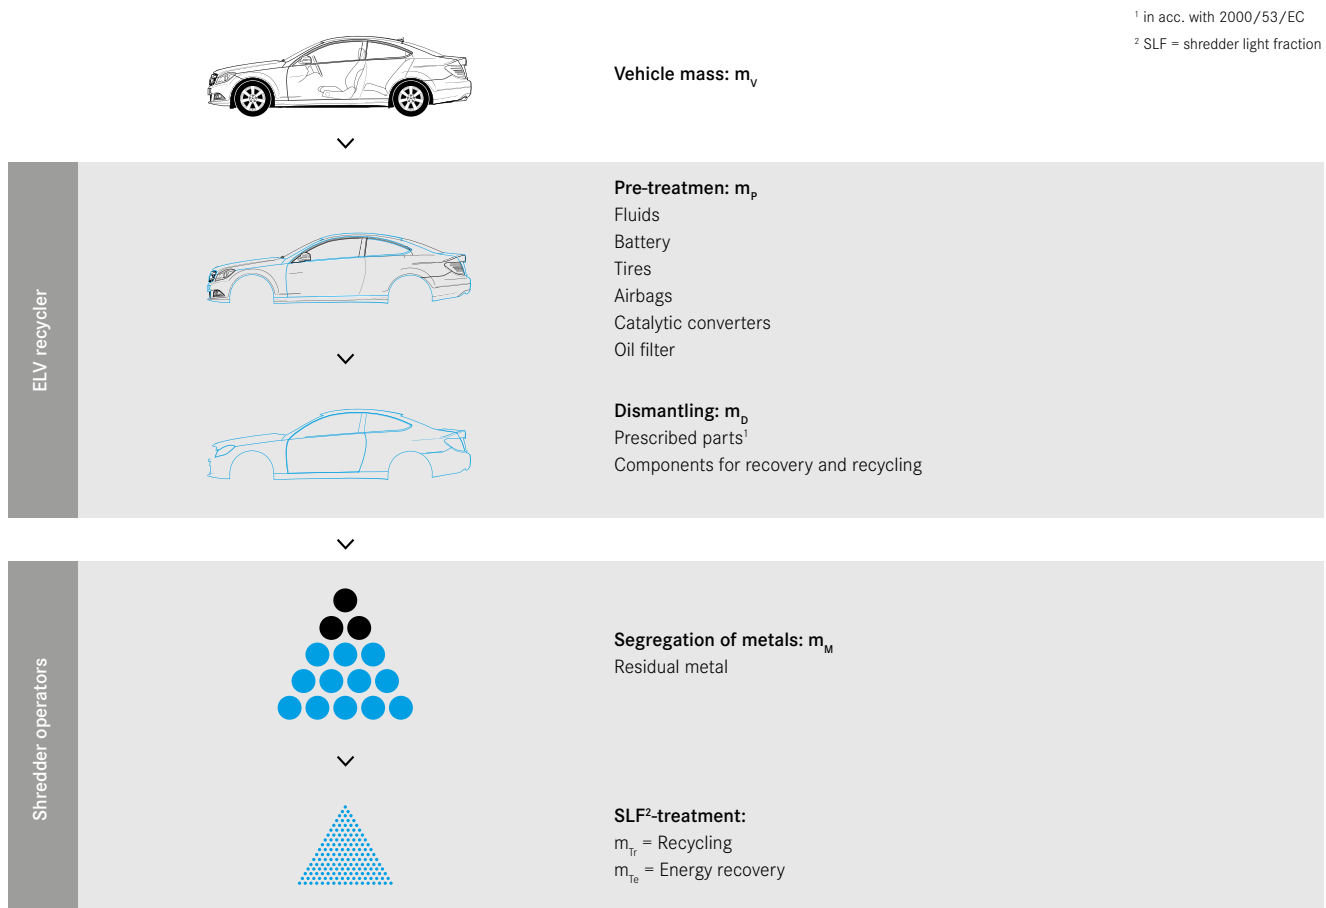 ¹ in acc. with 2000/53/EC
² SLF = shredder light fraction
Vehicle mass: mV
ELV recycler
Pre-treatmen: mP
Fluids
Battery
Tires
Airbags
Catalytic converters
Oil filter
Dismantling: mD
Prescribed parts¹
Components for recovery and recycling
Shredder operators
Segregation of metals: mM
Residual metal
SLF²-treatment:
mTr = Recycling
mTe = Energy recovery